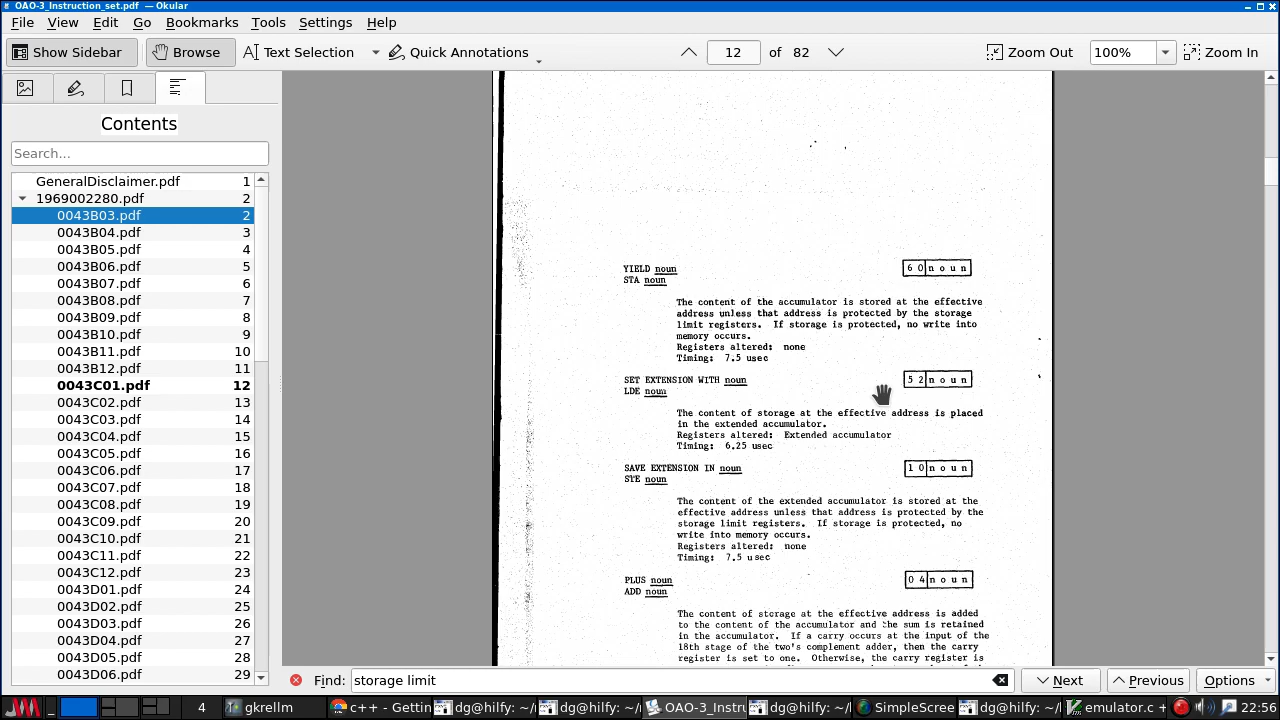 OAO-3_Instruction_set.pdf — Okular
File View Edit Go Bookmarks Tools Settings Help
Show Sidebar Browse Text Selection Quick Annotations 12 of 82 Zoom Out 100% Zoom In
Contents
Search...
GeneralDisclaimer.pdf 1
1969002280.pdf 2
0043B03.pdf 2
0043B04.pdf 3
0043B05.pdf 4
0043B06.pdf 5
0043B07.pdf 6
0043B08.pdf 7
0043B09.pdf 8
0043B10.pdf 9
0043B11.pdf 10
0043B12.pdf 11
0043C01.pdf 12
0043C02.pdf 13
0043C03.pdf 14
0043C04.pdf 15
0043C05.pdf 16
0043C06.pdf 17
0043C07.pdf 18
0043C08.pdf 19
0043C09.pdf 20
0043C10.pdf 21
0043C11.pdf 22
0043C12.pdf 23
0043D01.pdf 24
0043D02.pdf 25
0043D03.pdf 26
0043D04.pdf 27
0043D05.pdf 28
0043D06.pdf 29
YIELD noun 60 noun
STA noun
The content of the accumulator is stored at the effective
address unless that address is protected by the storage
limit registers. If storage is protected, no write into
memory occurs.
Registers altered: none
Timing: 7.5 usec
SET EXTENSION WITH noun 52 noun
LDE noun
The content of storage at the effective address is placed
in the extended accumulator.
Registers altered: Extended accumulator
Timing: 6.25 usec
SAVE EXTENSION IN noun 10 noun
STE noun
The content of the extended accumulator is stored at the
effective address unless that address is protected by the
storage limit registers. If storage is protected, no
write into memory occurs.
Registers altered: none
Timing: 7.5 usec
PLUS noun 04 noun
ADD noun
The content of storage at the effective address is added
to the content of the accumulator and the sum is retained
in the accumulator. If a carry occurs at the input of the
18th stage of the two's complement adder, then the carry
register is set to one. Otherwise, the carry register is
Find: storage limit Next Previous Options
4 gkrellm c++ - Gettin dg@hilfy: ~/ dg@hilfy: ~/ OAO-3_Instru dg@hilfy: ~/ SimpleScree dg@hilfy: ~/ emulator.c + 22:56